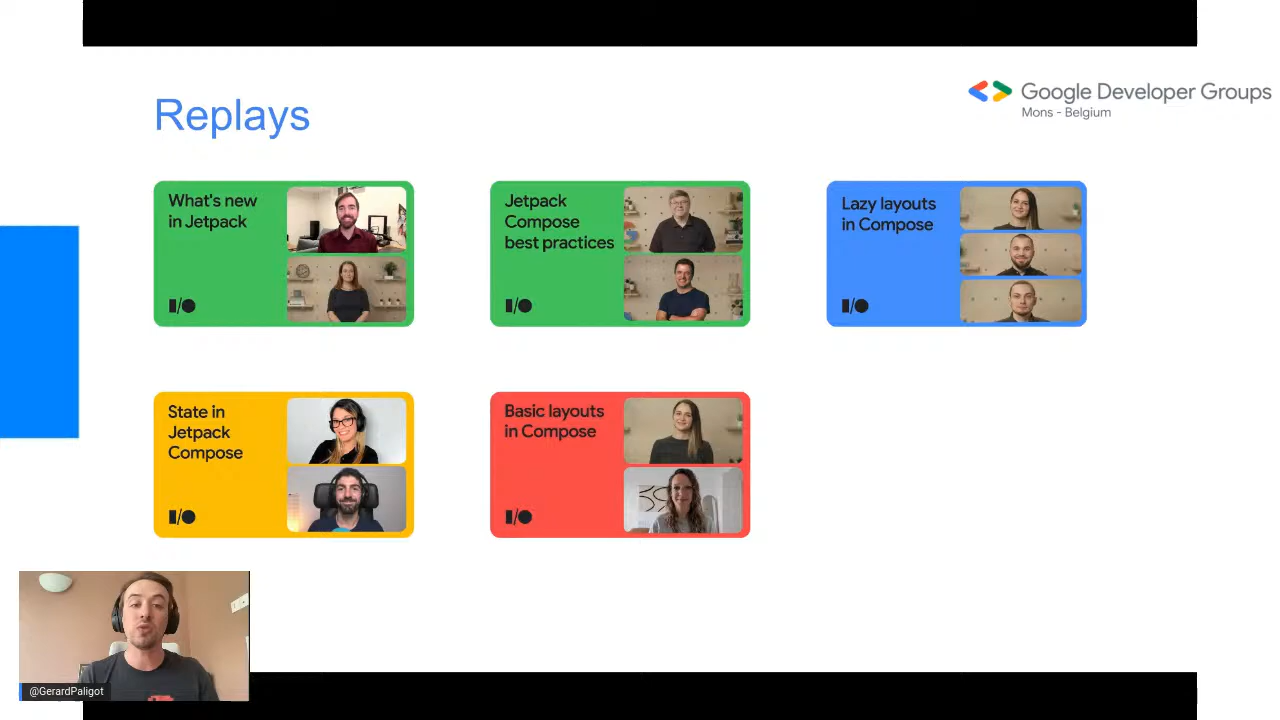 Replays
Google Developer Groups
Mons - Belgium
What's new
in Jetpack
I/O
Jetpack
Compose
best practices
I/O
Lazy layouts
in Compose
I/O
State in
Jetpack
Compose
I/O
Basic layouts
in Compose
I/O
@GerardPaligot